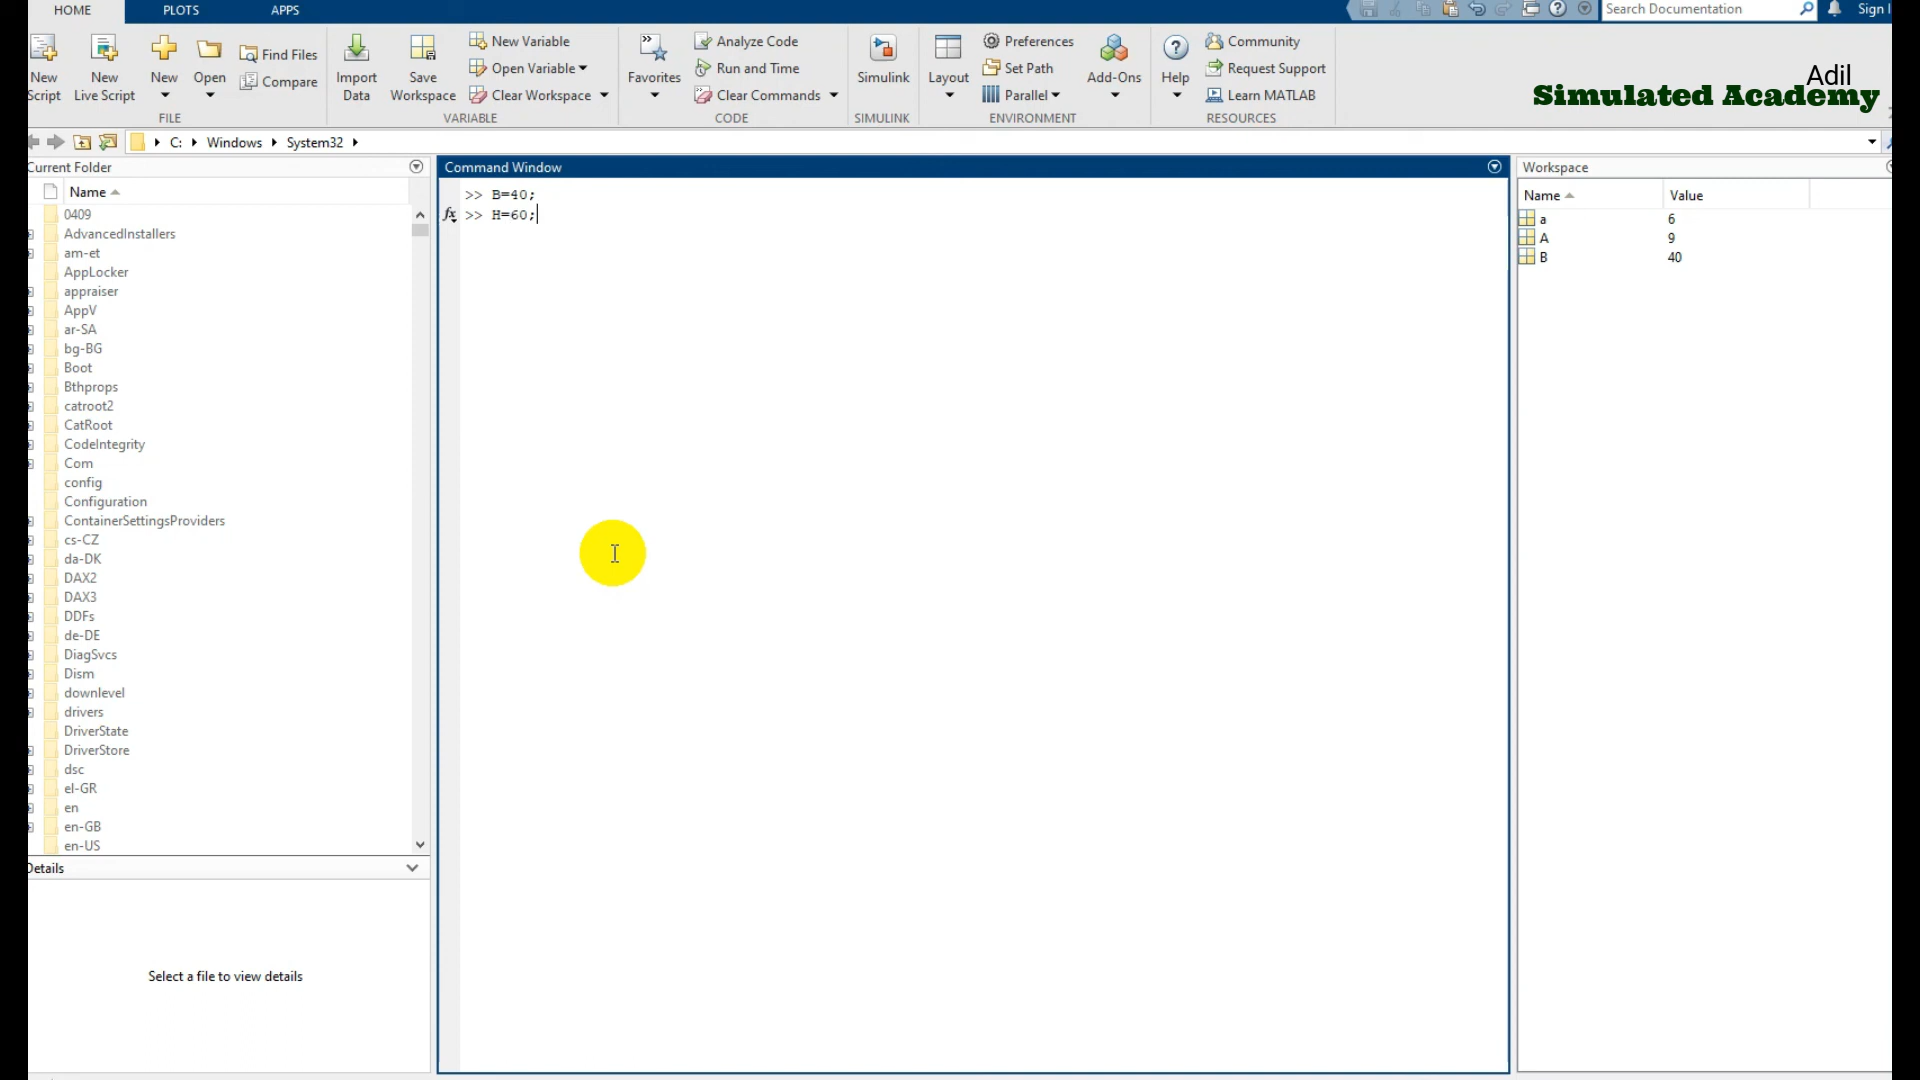 HOME PLOTS APPS
Search Documentation Sign I
New Script
New Live Script
New
Open
Find Files
Compare
FILE
Import Data
Save Workspace
New Variable
Open Variable
Clear Workspace
VARIABLE
Favorites
Analyze Code
Run and Time
Clear Commands
CODE
Simulink
SIMULINK
Layout
Preferences
Set Path
Parallel
Add-Ons
ENVIRONMENT
Help
Community
Request Support
Learn MATLAB
RESOURCES
Adil
Simulated Academy
C: Windows System32
Current Folder
Name
0409
AdvancedInstallers
am-et
AppLocker
appraiser
AppV
ar-SA
bg-BG
Boot
Bthprops
catroot2
CatRoot
CodeIntegrity
Com
config
Configuration
ContainerSettingsProviders
cs-CZ
da-DK
DAX2
DAX3
DDFs
de-DE
DiagSvcs
Dism
downlevel
drivers
DriverState
DriverStore
dsc
el-GR
en
en-GB
en-US
Details
Select a file to view details
Command Window
>> B=40;
fx >> H=60;
Workspace
Name Value
a 6
A 9
B 40